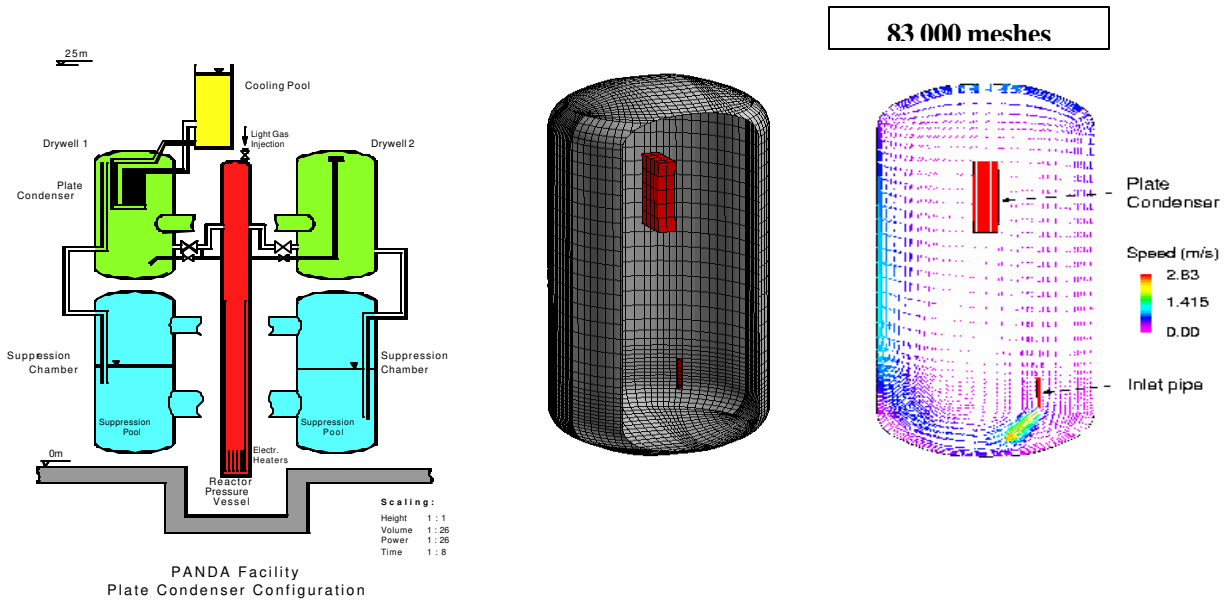 83 000 meshes
25m
Cooling Pool
Light Gas
Injection
Drywell 1
Drywell 2
Plate
Condenser
Suppression
Chamber
Suppression
Chamber
Suppression
Pool
Suppression
Pool
0m
Electr.
Heaters
Reactor
Pressure
Vessel
Scaling:
Height 1 : 1
Volume 1 : 26
Power 1 : 26
Time 1 : 8
PANDA Facility
Plate Condenser Configuration
Plate
Condenser
Speed (m/s)
2.83
1.415
0.00
Inlet pipe